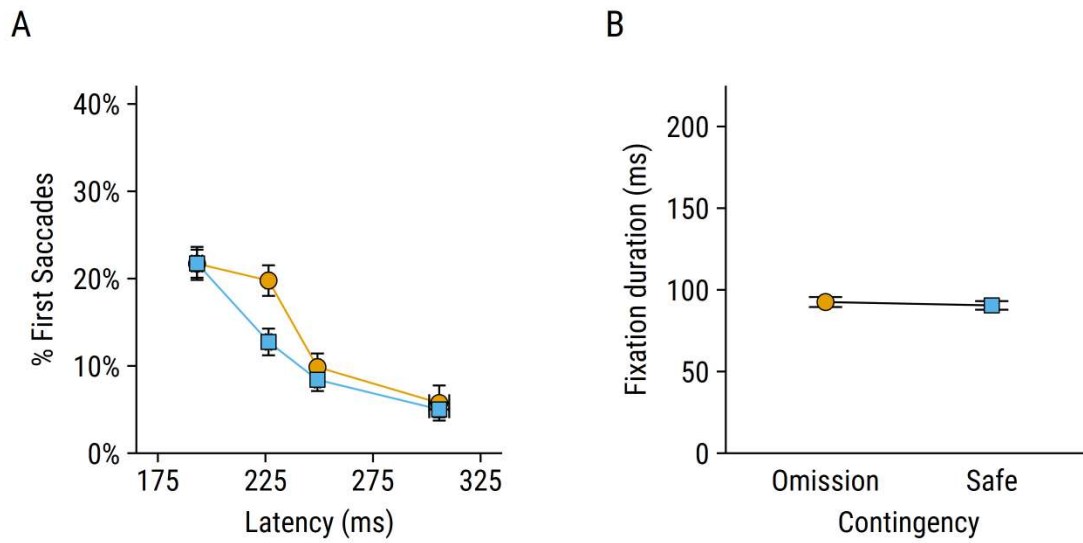 A
% First Saccades
40%
30%
20%
10%
0%
175 225 275 325
Latency (ms)
B
Fixation duration (ms)
200
150
100
50
0
Omission Safe
Contingency